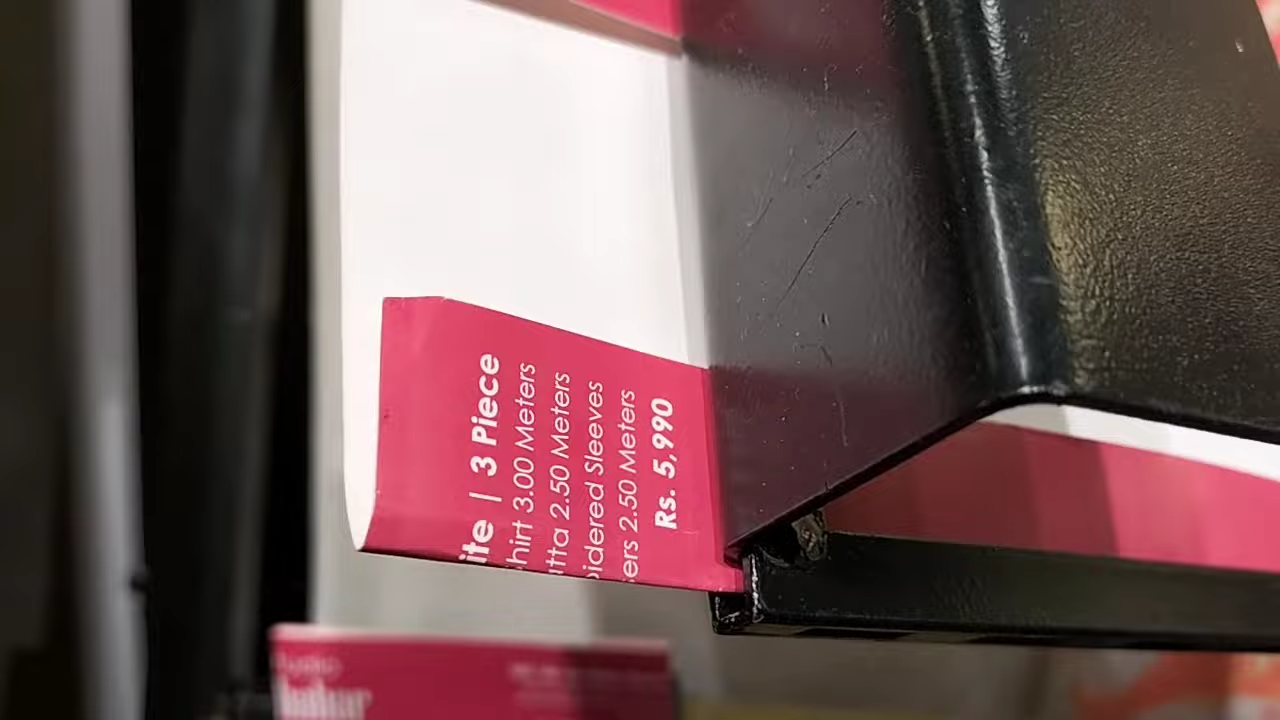 ite | 3 Piece
hirt 3.00 Meters
tta 2.50 Meters
idered Sleeves
ers 2.50 Meters
Rs. 5,990